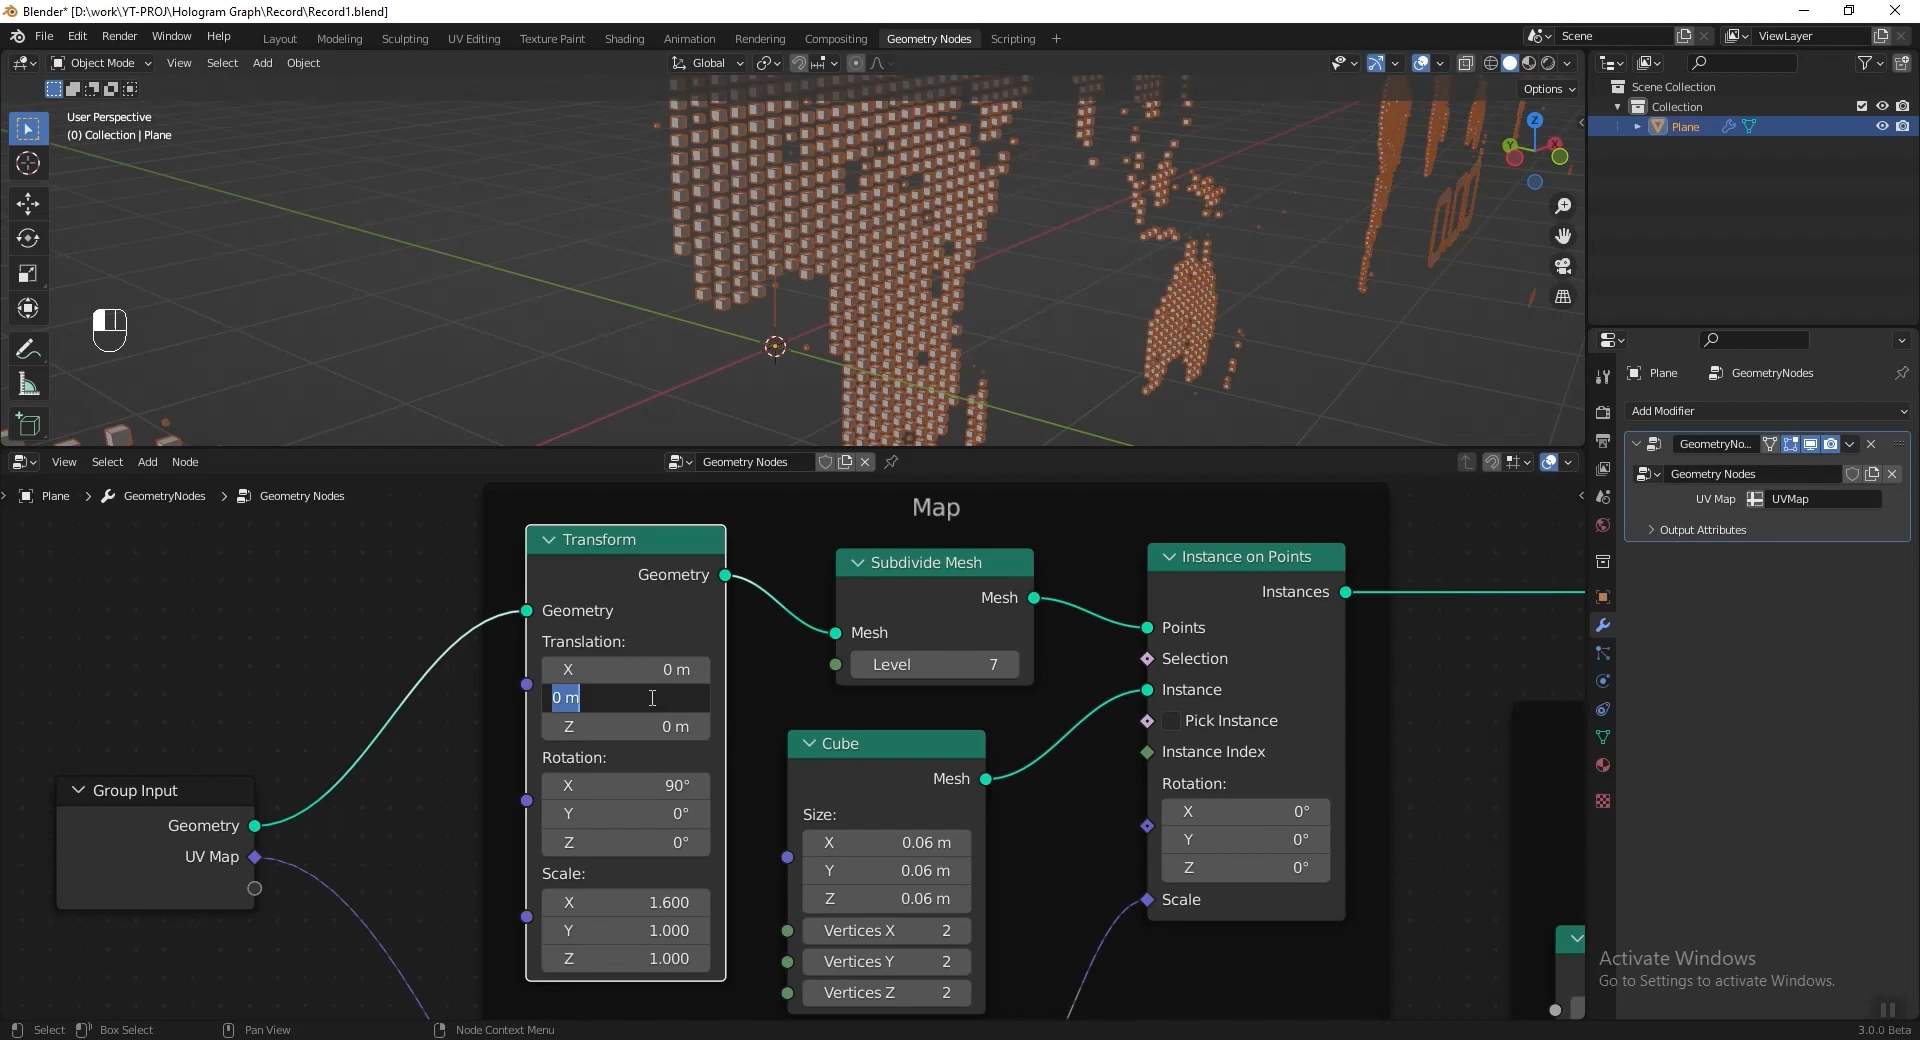 Blender* [D:\work\YT-PROJ\Hologram Graph\Record\Record1.blend]
File Edit Render Window Help Layout Modeling Sculpting UV Editing Texture Paint Shading Animation Rendering Compositing Geometry Nodes Scripting + Scene ViewLayer
Object Mode View Select Add Object Global
Options
User Perspective
(0) Collection | Plane
Z
Y
X
Scene Collection
Collection
Plane
Plane GeometryNodes
Add Modifier
GeometryNo...
Geometry Nodes
UV Map UVMap
Output Attributes
View Select Add Node Geometry Nodes
Plane > GeometryNodes > Geometry Nodes
Map
Transform
Geometry
Geometry
Translation:
X 0 m
0 m
Z 0 m
Rotation:
X 90°
Y 0°
Z 0°
Scale:
X 1.600
Y 1.000
Z 1.000
Group Input
Geometry
UV Map
Subdivide Mesh
Mesh
Mesh
Level 7
Cube
Mesh
Size:
X 0.06 m
Y 0.06 m
Z 0.06 m
Vertices X 2
Vertices Y 2
Vertices Z 2
Instance on Points
Instances
Points
Selection
Instance
Pick Instance
Instance Index
Rotation:
X 0°
Y 0°
Z 0°
Scale
Activate Windows
Go to Settings to activate Windows.
Select Box Select Pan View Node Context Menu 3.0.0 Beta